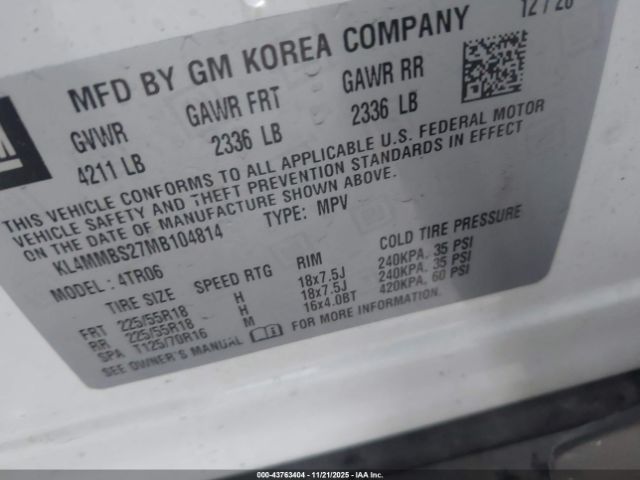 MFD BY GM KOREA COMPANY 12 / 20
GVWR GAWR FRT GAWR RR
4211 LB 2336 LB 2336 LB
THIS VEHICLE CONFORMS TO ALL APPLICABLE U.S. FEDERAL MOTOR
VEHICLE SAFETY AND THEFT PREVENTION STANDARDS IN EFFECT
ON THE DATE OF MANUFACTURE SHOWN ABOVE.
KL4MMBS27MB104814 TYPE: MPV
MODEL: 4TR06
TIRE SIZE SPEED RTG RIM COLD TIRE PRESSURE
FRT 225/55R18 H 18x7.5J 240KPA, 35 PSI
RR 225/55R18 H 18x7.5J 240KPA, 35 PSI
SPA T125/70R16 M 16x4.0BT 420KPA, 60 PSI
SEE OWNER'S MANUAL FOR MORE INFORMATION.
000-43763404 - 11/21/2025 - IAA Inc.